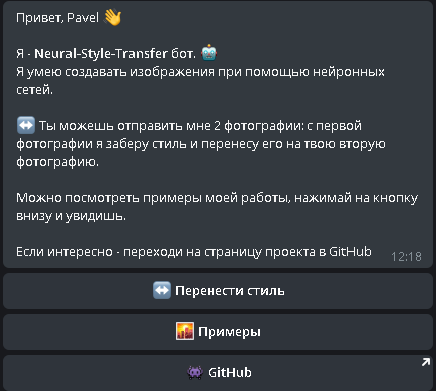 Привет, Pavel 👋
Я - Neural-Style-Transfer бот. 🤖
Я умею создавать изображения при помощью нейронных
сетей.
↔️ Ты можешь отправить мне 2 фотографии: с первой
фотографии я заберу стиль и перенесу его на твою вторую
фотографию.
Можно посмотреть примеры моей работы, нажимай на кнопку
внизу и увидишь.
Если интересно - переходи на страницу проекта в GitHub
12:18
↔️ Перенести стиль
🌇 Примеры
👾 GitHub